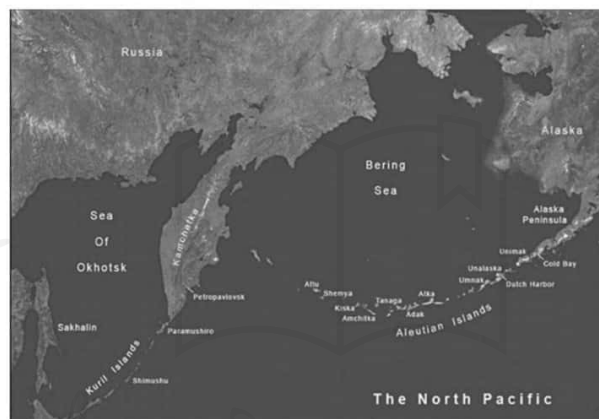 Russia
Alaska
Bering
Sea
Sea
Of
Okhotsk
Kamchatka
Alaska
Peninsula
Unimak
Cold Bay
Unalaska
Dutch Harbor
Umnak
Attu
Shemya
Kiska
Amchitka
Tanaga
Adak
Atka
Aleutian Islands
Petropavlovsk
Sakhalin
Paramushiro
Kuril Islands
Shimushu
The North Pacific